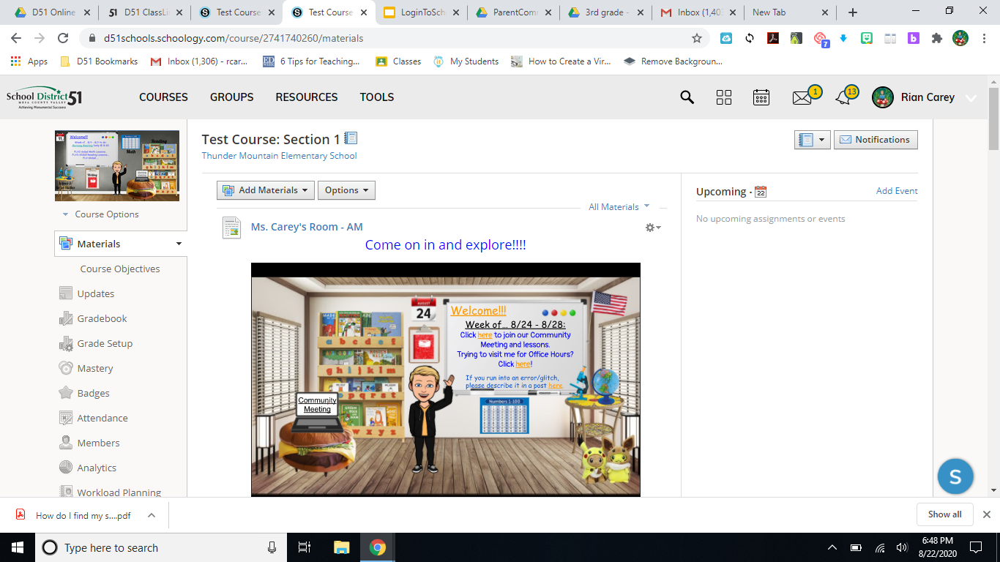 D51 Online
51 D51 ClassLi
Test Course
Test Course
LoginToSch
ParentCom
3rd grade -
Inbox (1,403
New Tab
d51schools.schoology.com/course/2741740260/materials
7
b
Apps
D51 Bookmarks
Inbox (1,306) - rcar...
6 Tips for Teaching...
Classes
My Students
How to Create a Vir...
Remove Backgroun...
School District 51
MESA COUNTY VALLEY
Achieving Monumental Success
COURSES
GROUPS
RESOURCES
TOOLS
1
13
Rian Carey
Test Course: Section 1
Notifications
Thunder Mountain Elementary School
Add Materials
Options
Upcoming ·
22
Add Event
All Materials
No upcoming assignments or events
Course Options
Materials
Course Objectives
Updates
Gradebook
Grade Setup
Mastery
Badges
Attendance
Members
Analytics
Workload Planning
Ms. Carey's Room - AM
Come on in and explore!!!!
AUGUST
24
Welcome!!!
Week of... 8/24 - 8/28:
Click here to join our Community
Meeting and lessons.
Trying to visit me for Office Hours?
Click here!
If you run into an error/glitch,
please describe it in a post here.
a b c d e f
g h i j k l m
n o p q r s t
w x y z
Numbers 1-100
Community
Meeting
S
How do I find my s....pdf
Show all
Type here to search
6:48 PM
8/22/2020